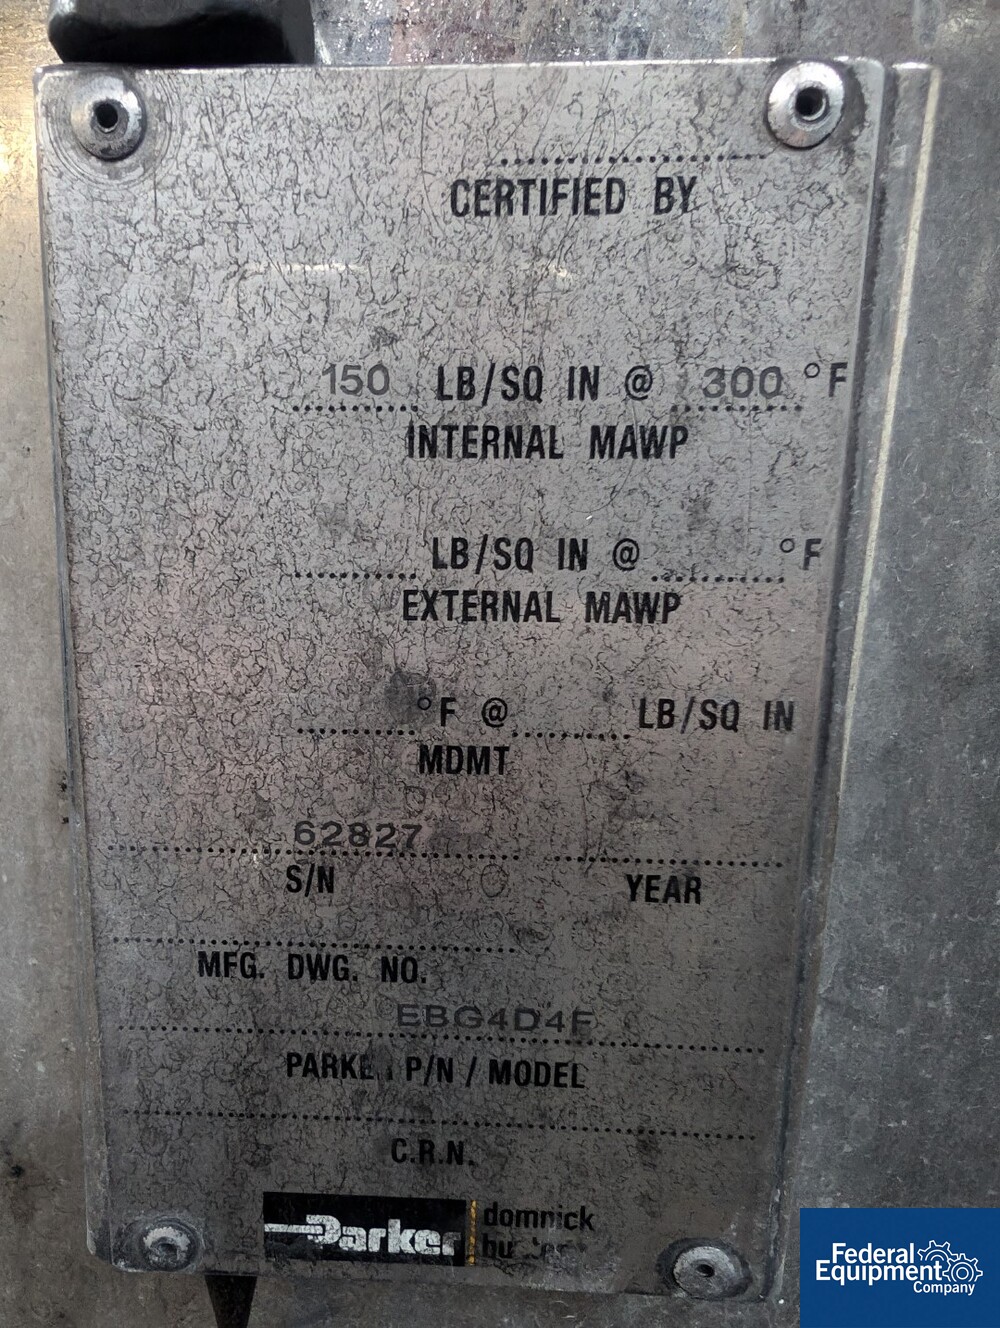 CERTIFIED BY
150 LB/SQ IN @ 300 °F
INTERNAL MAWP
LB/SQ IN @ °F
EXTERNAL MAWP
°F @ LB/SQ IN
MDMT
62827
S/N YEAR
MFG. DWG. NO.
EBG4D4F
P/N / MODEL
C.R.N.
Parker domnick
Federal
Equipment
Company